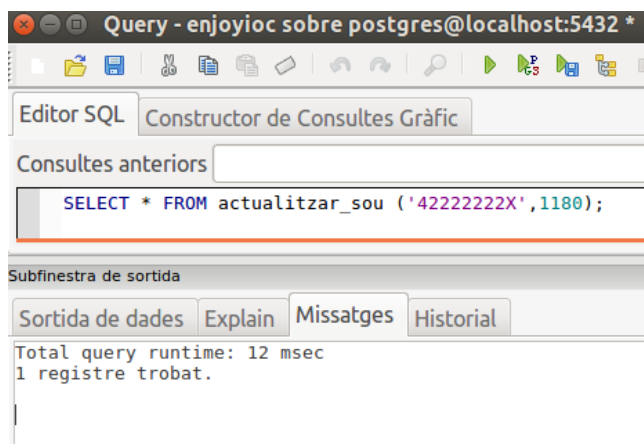 Query - enjoyioc sobre postgres@localhost:5432 *
Editor SQL Constructor de Consultes Gràfic
Consultes anteriors
SELECT * FROM actualitzar_sou ('42222222X',1180);
Subfinestra de sortida
Sortida de dades Explain Missatges Historial
Total query runtime: 12 msec
1 registre trobat.